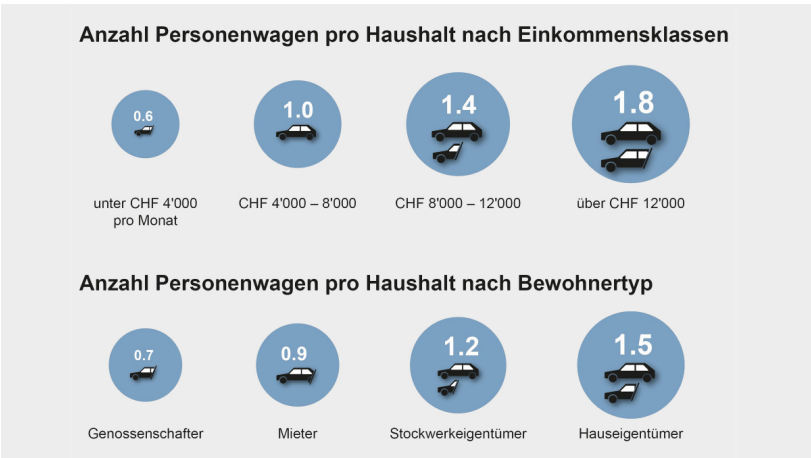 Anzahl Personenwagen pro Haushalt nach Einkommensklassen
0.6
1.0
1.4
1.8
unter CHF 4'000
pro Monat
CHF 4'000 – 8'000
CHF 8'000 – 12'000
über CHF 12'000
Anzahl Personenwagen pro Haushalt nach Bewohnertyp
0.7
0.9
1.2
1.5
Genossenschafter
Mieter
Stockwerkeigentümer
Hauseigentümer